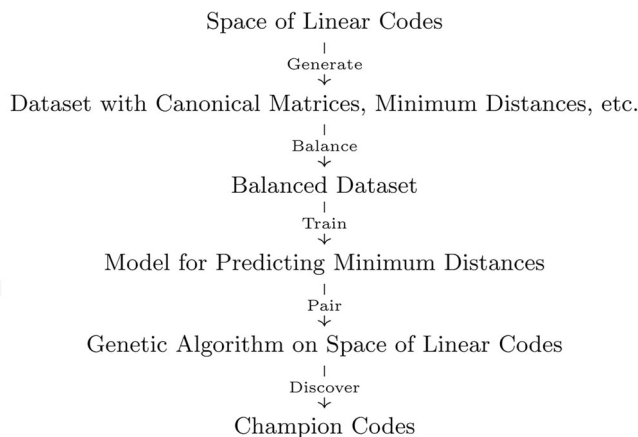 Space of Linear Codes
Generate
Dataset with Canonical Matrices, Minimum Distances, etc.
Balance
Balanced Dataset
Train
Model for Predicting Minimum Distances
Pair
Genetic Algorithm on Space of Linear Codes
Discover
Champion Codes